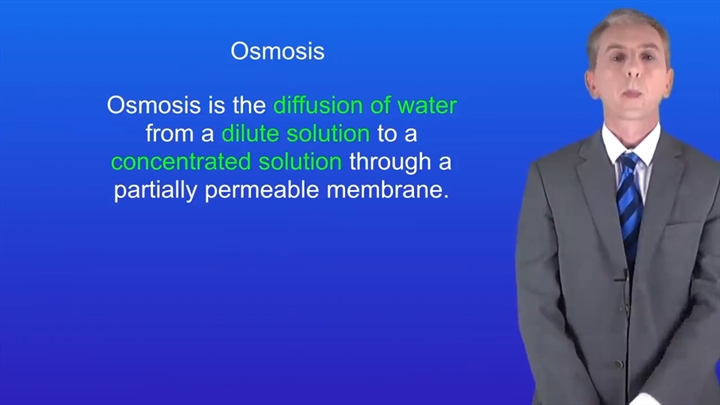 Osmosis
Osmosis is the diffusion of water
from a dilute solution to a
concentrated solution through a
partially permeable membrane.